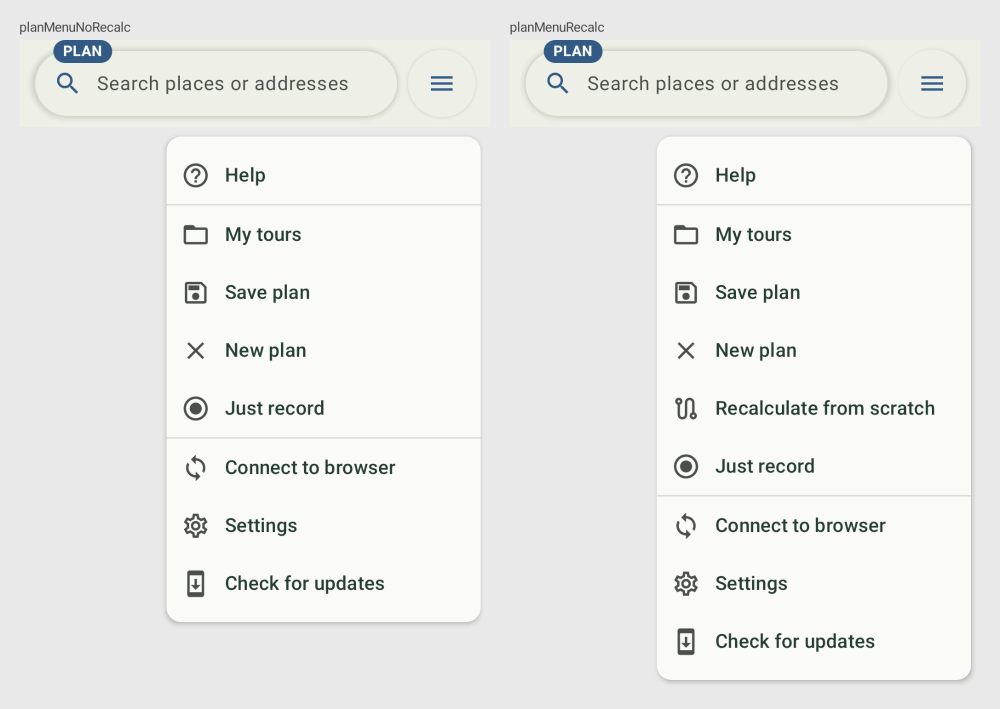 planMenuNoRecalc
PLAN
Search places or addresses
Help
My tours
Save plan
New plan
Just record
Connect to browser
Settings
Check for updates
planMenuRecalc
PLAN
Search places or addresses
Help
My tours
Save plan
New plan
Recalculate from scratch
Just record
Connect to browser
Settings
Check for updates